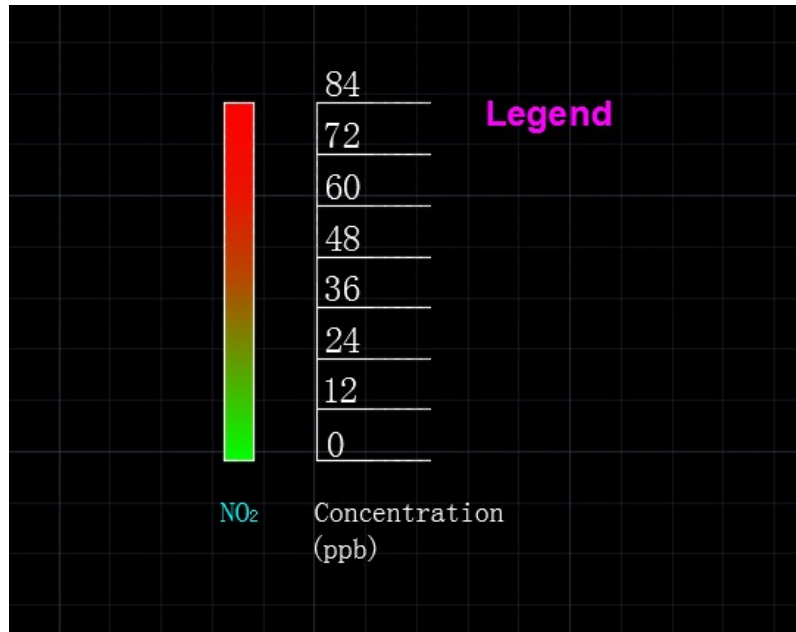 84
Legend
72
60
48
36
24
12
0
NO₂
Concentration
(ppb)